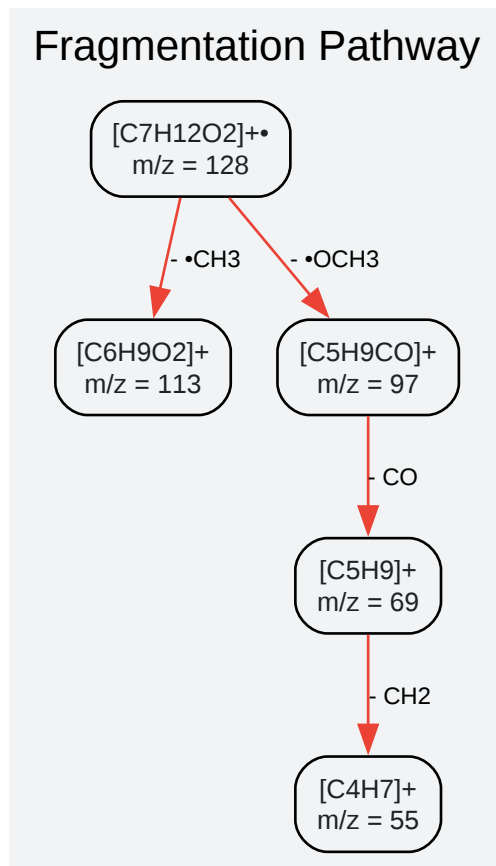 Fragmentation Pathway
[C7H12O2]+•
m/z = 128
- •CH3
- •OCH3
[C6H9O2]+
m/z = 113
[C5H9CO]+
m/z = 97
- CO
[C5H9]+
m/z = 69
- CH2
[C4H7]+
m/z = 55